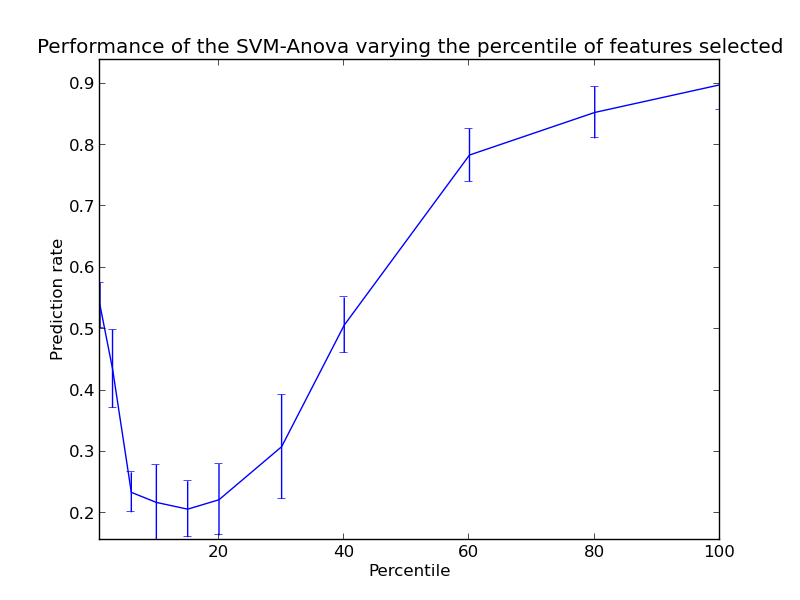 Performance of the SVM-Anova varying the percentile of features selected
0.9
0.8
0.7
0.6
0.5
0.4
0.3
0.2
Prediction rate
20 40 60 80 100
Percentile